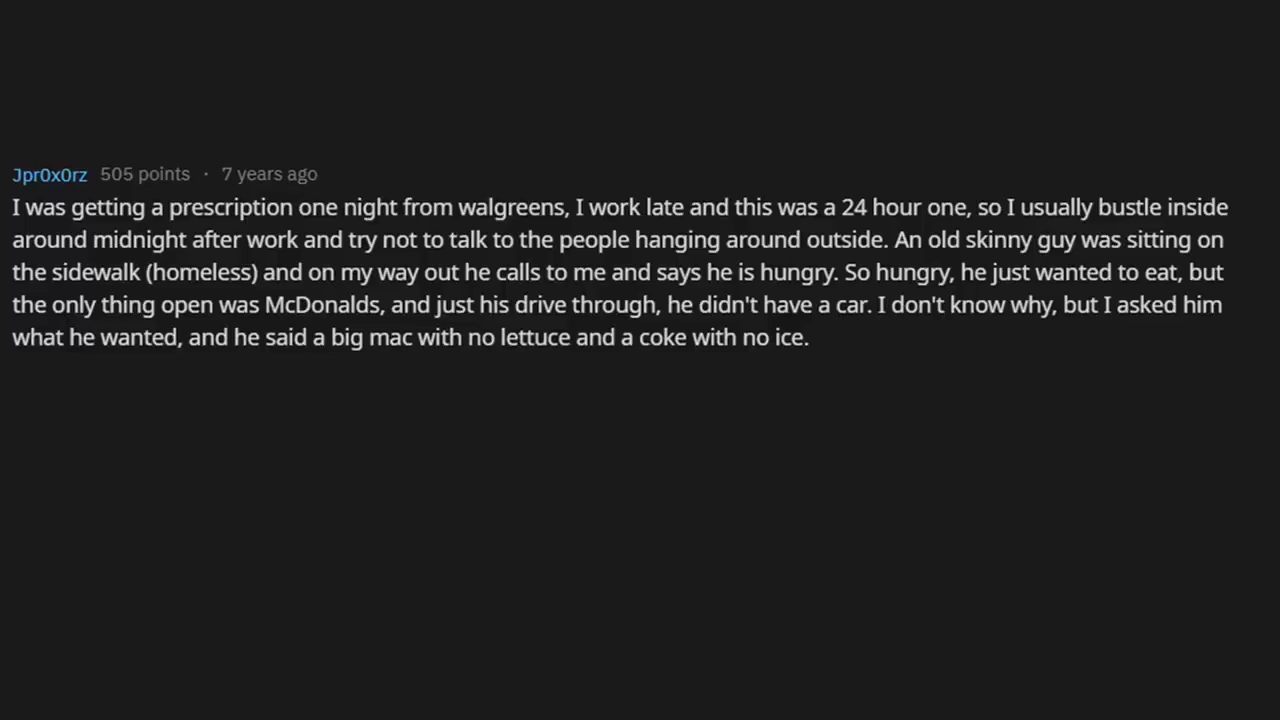 Jpr0x0rz 505 points · 7 years ago
I was getting a prescription one night from walgreens, I work late and this was a 24 hour one, so I usually bustle inside
around midnight after work and try not to talk to the people hanging around outside. An old skinny guy was sitting on
the sidewalk (homeless) and on my way out he calls to me and says he is hungry. So hungry, he just wanted to eat, but
the only thing open was McDonalds, and just his drive through, he didn't have a car. I don't know why, but I asked him
what he wanted, and he said a big mac with no lettuce and a coke with no ice.